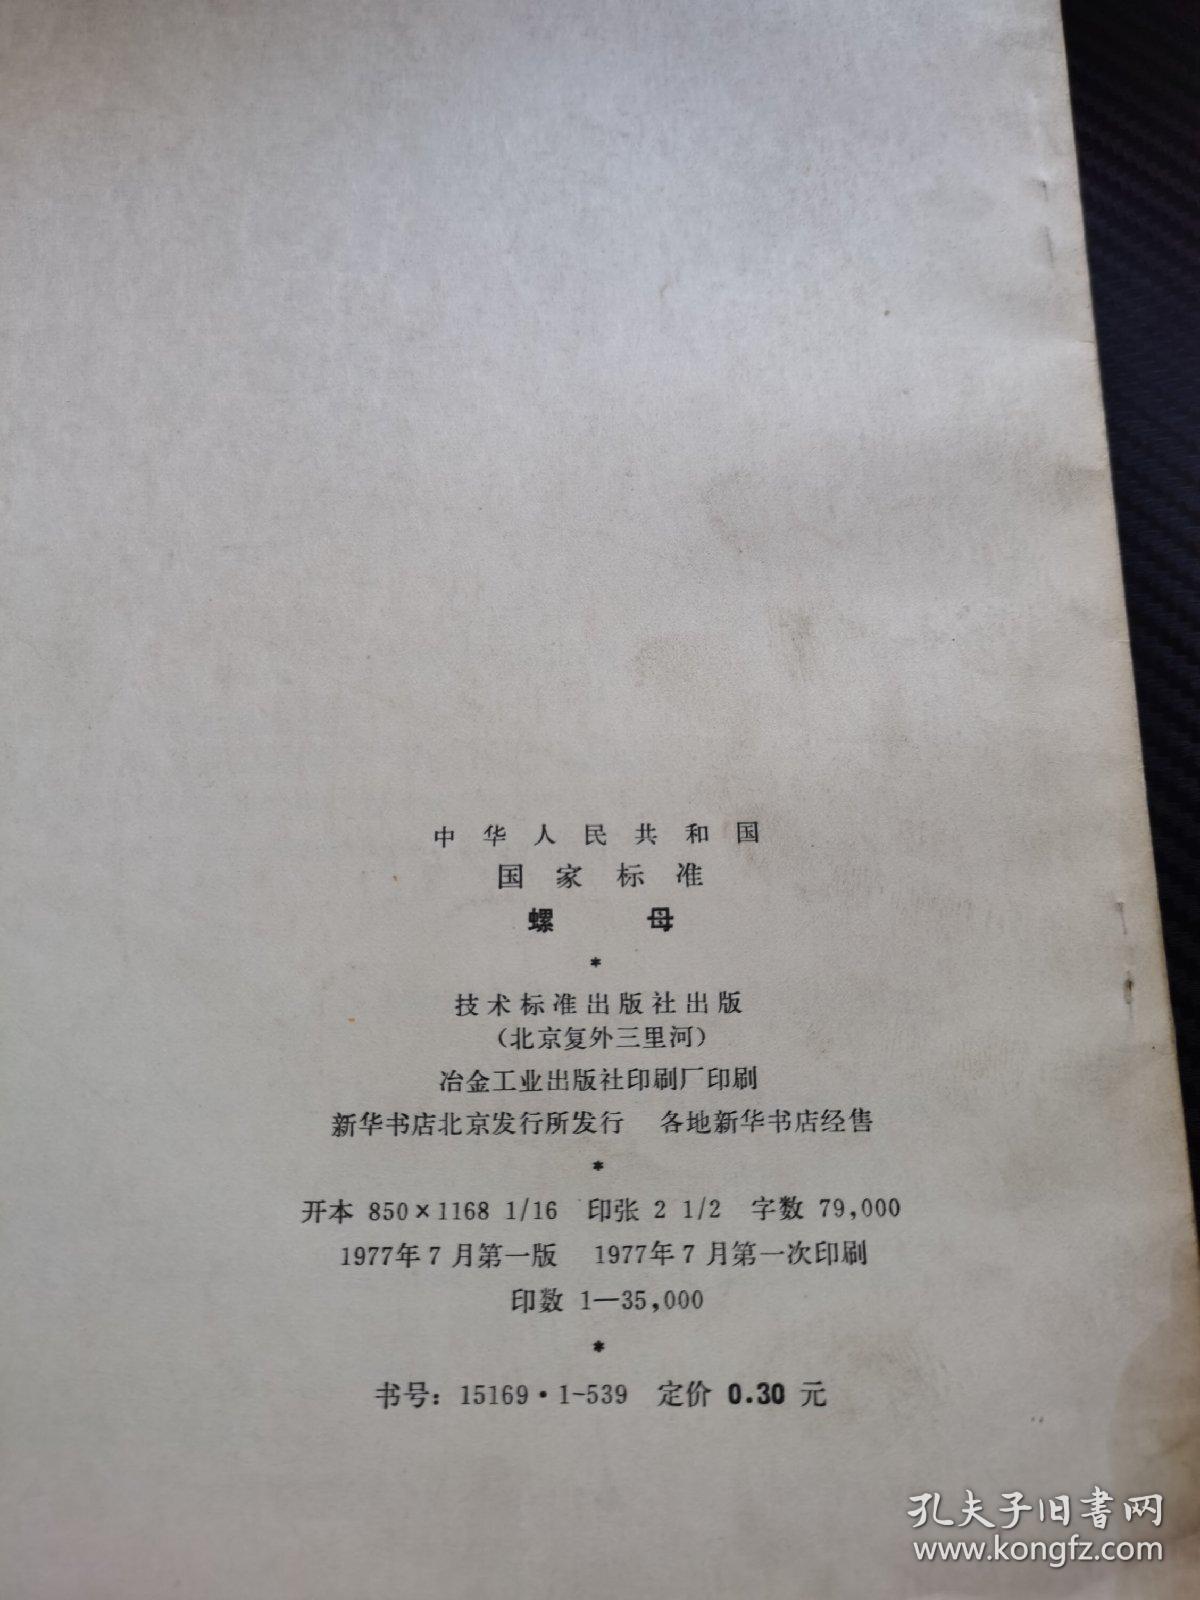 中华人民共和国
国家标准
螺母
*
技术标准出版社出版
（北京复外三里河）
冶金工业出版社印刷厂印刷
新华书店北京发行所发行 各地新华书店经售
*
开本 850×1168 1/16 印张 2 1/2 字数 79,000
1977年7月第一版 1977年7月第一次印刷
印数 1—35,000
*
书号：15169·1-539 定价 0.30 元
孔夫子旧书网
www.kongfz.com